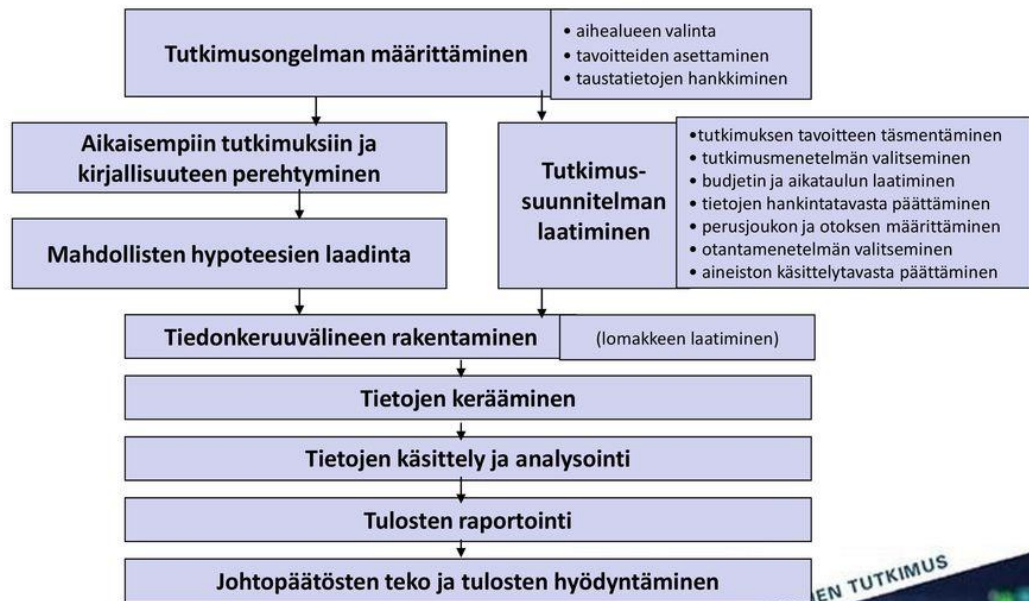 Tutkimusongelman määrittäminen
• aihealueen valinta
• tavoitteiden asettaminen
• taustatietojen hankkiminen
Aikaisempiin tutkimuksiin ja
kirjallisuuteen perehtyminen
Mahdollisten hypoteesien laadinta
Tutkimus-
suunnitelman
laatiminen
•tutkimuksen tavoitteen täsmentäminen
• tutkimusmenetelmän valitseminen
• budjetin ja aikataulun laatiminen
• tietojen hankintatavasta päättäminen
• perusjoukon ja otoksen määrittäminen
• otantamenetelmän valitseminen
• aineiston käsittelytavasta päättäminen
Tiedonkeruuvälineen rakentaminen
(lomakkeen laatiminen)
Tietojen kerääminen
Tietojen käsittely ja analysointi
Tulosten raportointi
Johtopäätösten teko ja tulosten hyödyntäminen
TUTKIMUS